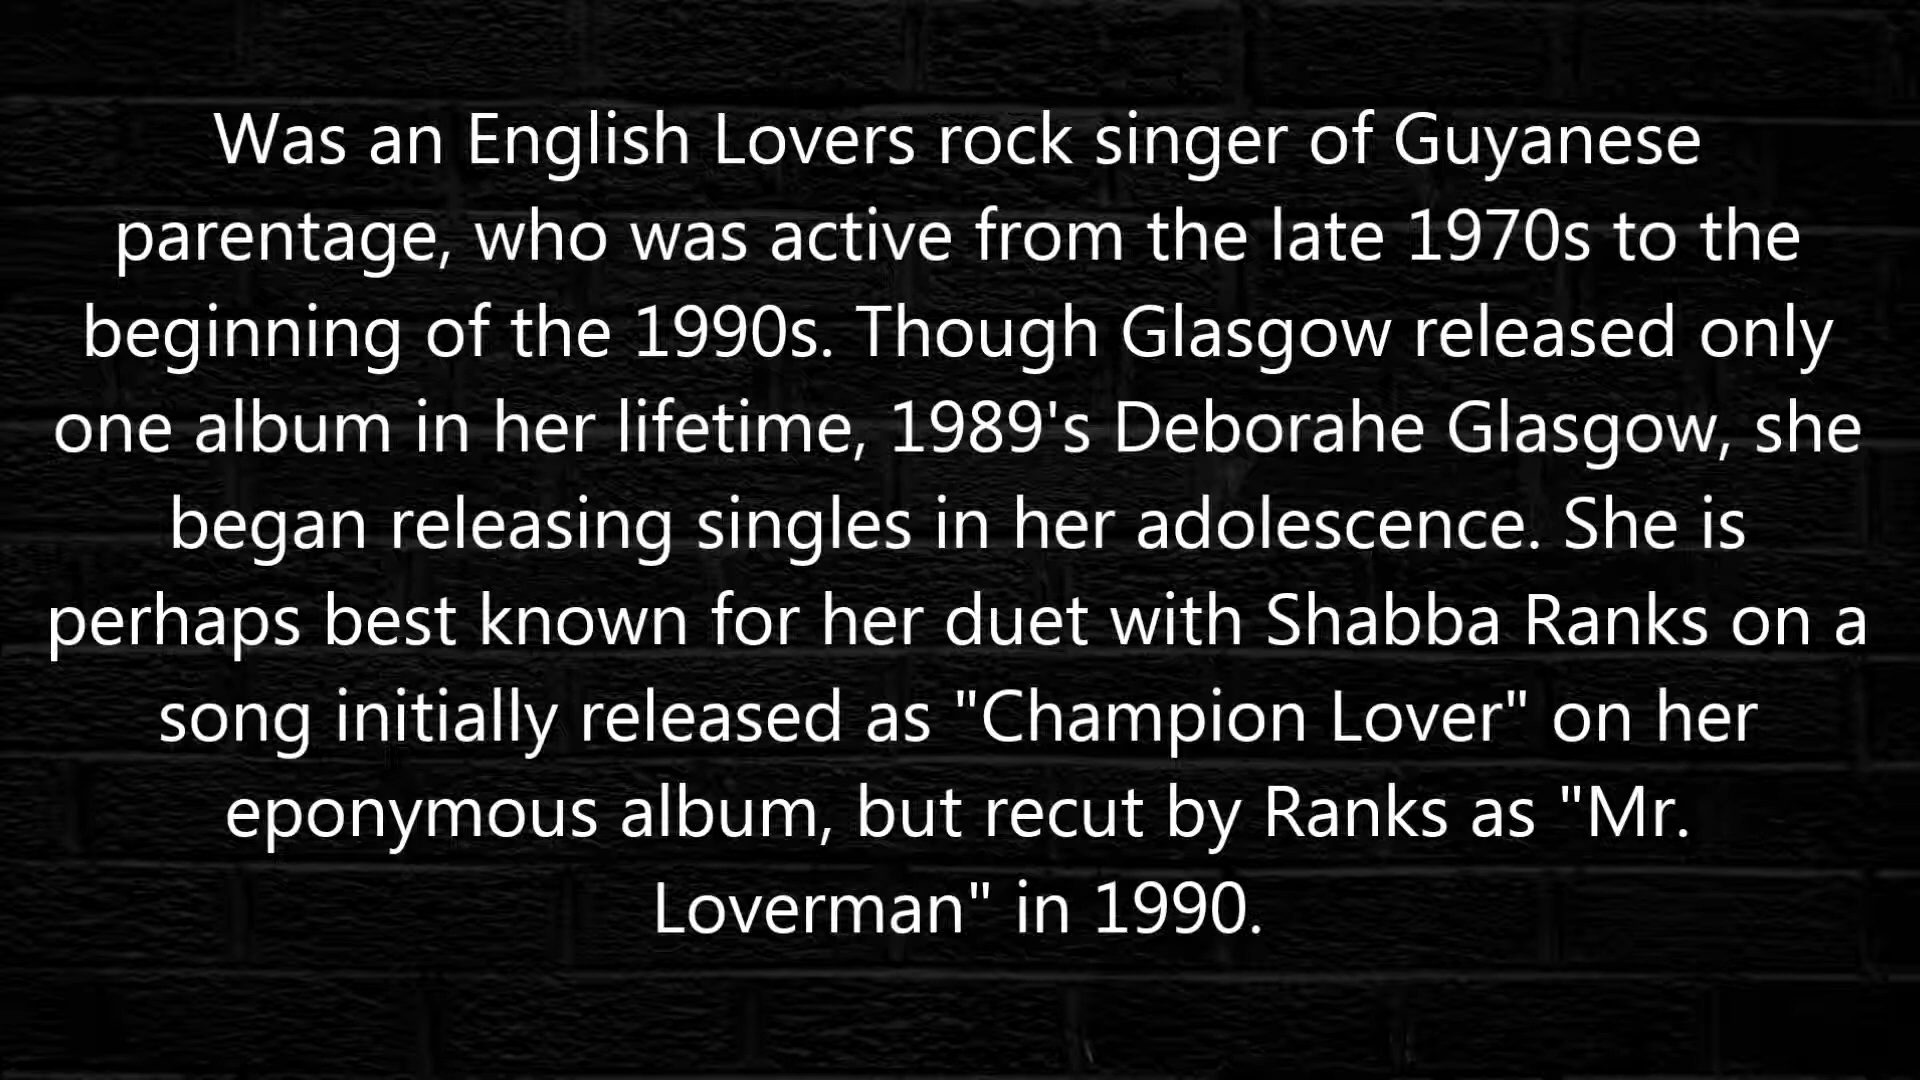 Was an English Lovers rock singer of Guyanese
parentage, who was active from the late 1970s to the
beginning of the 1990s. Though Glasgow released only
one album in her lifetime, 1989's Deborahe Glasgow, she
began releasing singles in her adolescence. She is
perhaps best known for her duet with Shabba Ranks on a
song initially released as "Champion Lover" on her
eponymous album, but recut by Ranks as "Mr.
Loverman" in 1990.